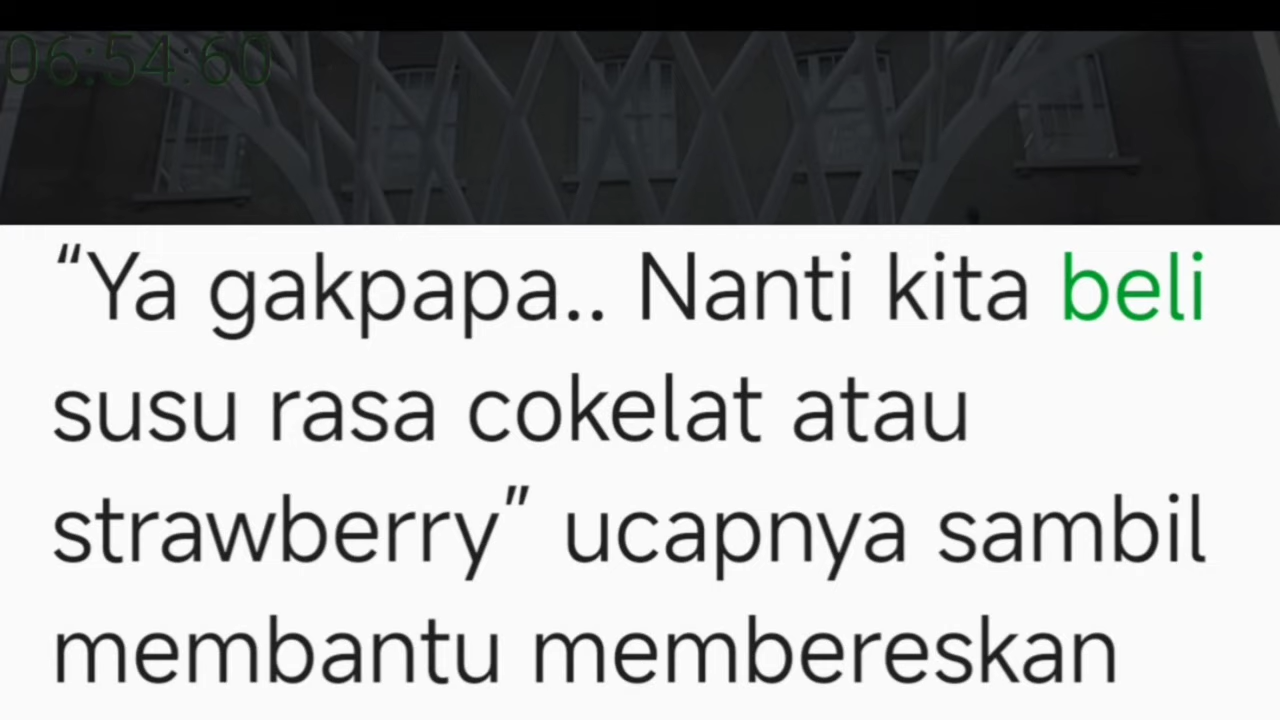 06:54:60
“Ya gakpapa.. Nanti kita beli
susu rasa cokelat atau
strawberry” ucapnya sambil
membantu membereskan